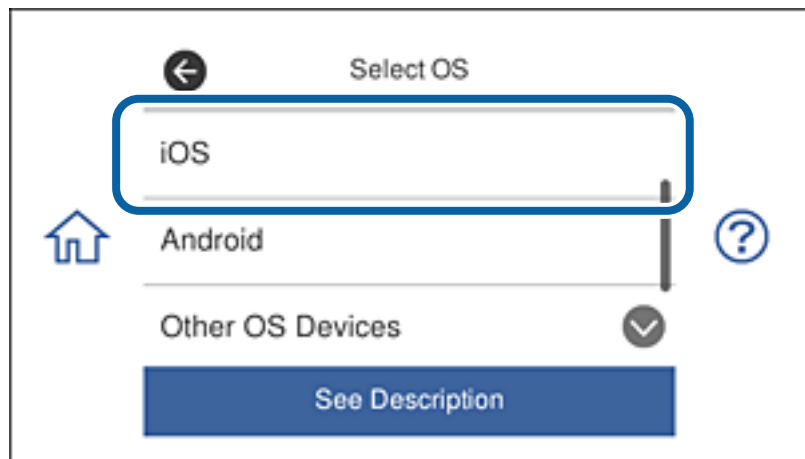 Select OS
iOS
Android
Other OS Devices
See Description
?